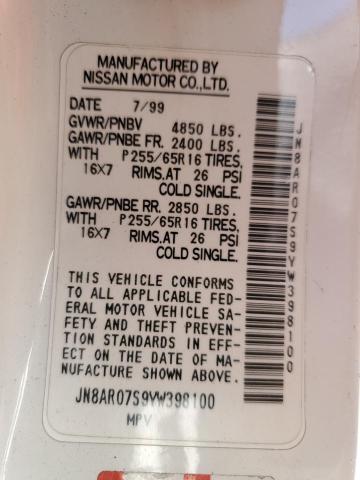 MANUFACTURED BY
NISSAN MOTOR CO.,LTD.
DATE 7/99
GVWR/PNBV 4850 LBS.
GAWR/PNBE FR. 2400 LBS.
WITH P255/65R16 TIRES,
16X7 RIMS,AT 26 PSI
COLD SINGLE.
GAWR/PNBE RR. 2850 LBS.
WITH P255/65R16 TIRES,
16X7 RIMS,AT 26 PSI
COLD SINGLE.
THIS VEHICLE CONFORMS
TO ALL APPLICABLE FED-
ERAL MOTOR VEHICLE SA-
FETY AND THEFT PREVEN-
TION STANDARDS IN EFF-
ECT ON THE DATE OF MA-
NUFACTURE SHOWN ABOVE.
JN8AR07S9YW398100
MPV
JN8AR07S9YW398100